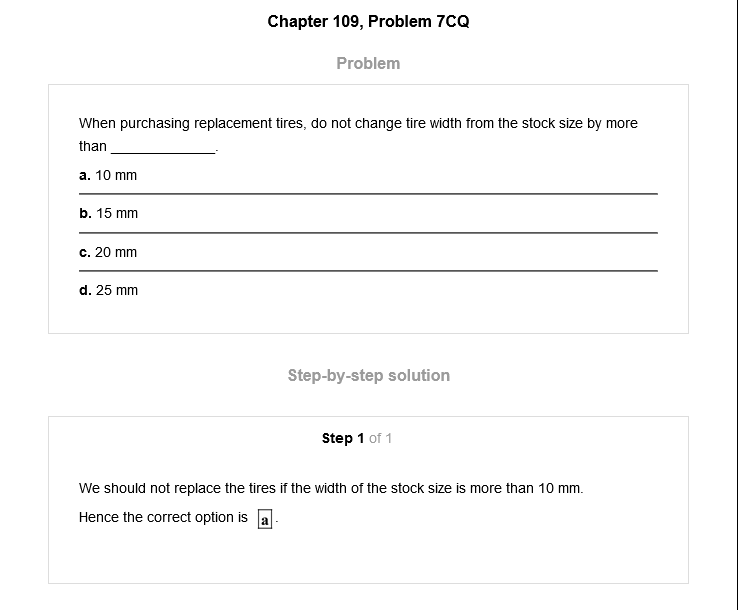 Chapter 109, Problem 7CQ
Problem
When purchasing replacement tires, do not change tire width from the stock size by more
than ______________.
a. 10 mm
b. 15 mm
c. 20 mm
d. 25 mm
Step-by-step solution
Step 1 of 1
We should not replace the tires if the width of the stock size is more than 10 mm.
Hence the correct option is a.